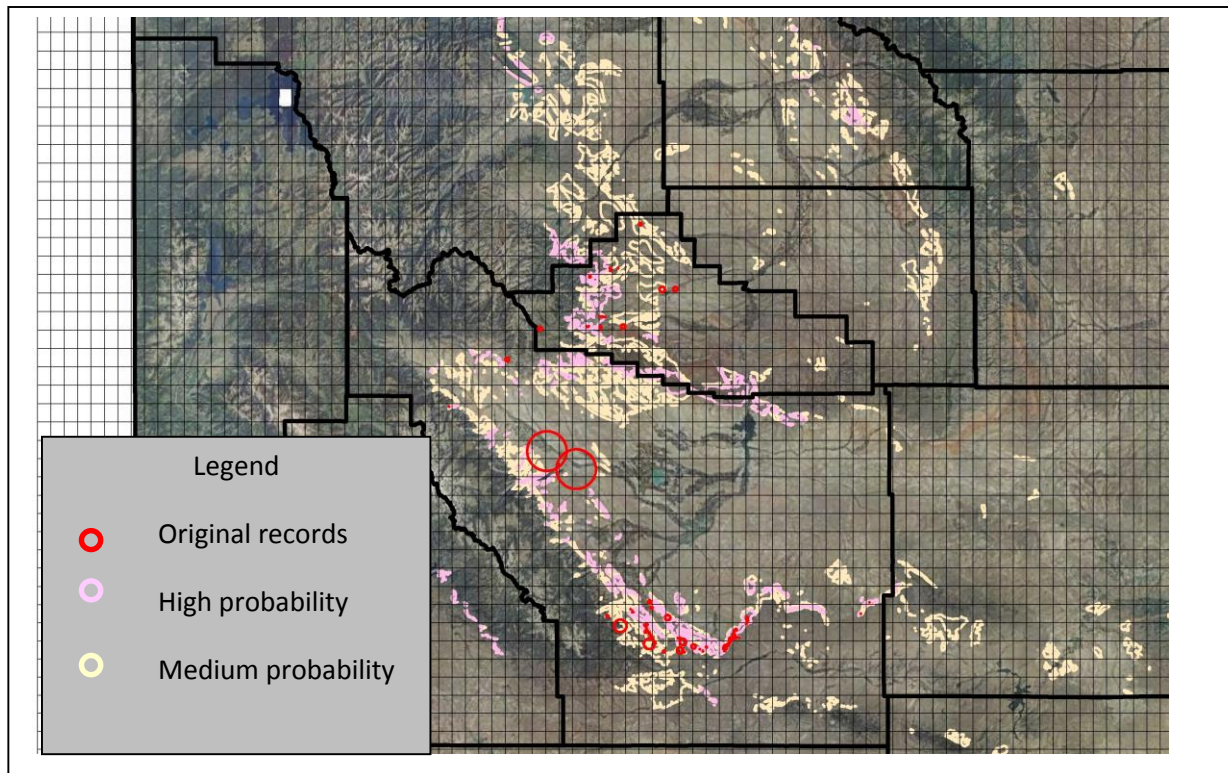 Legend
Original records
High probability
Medium probability